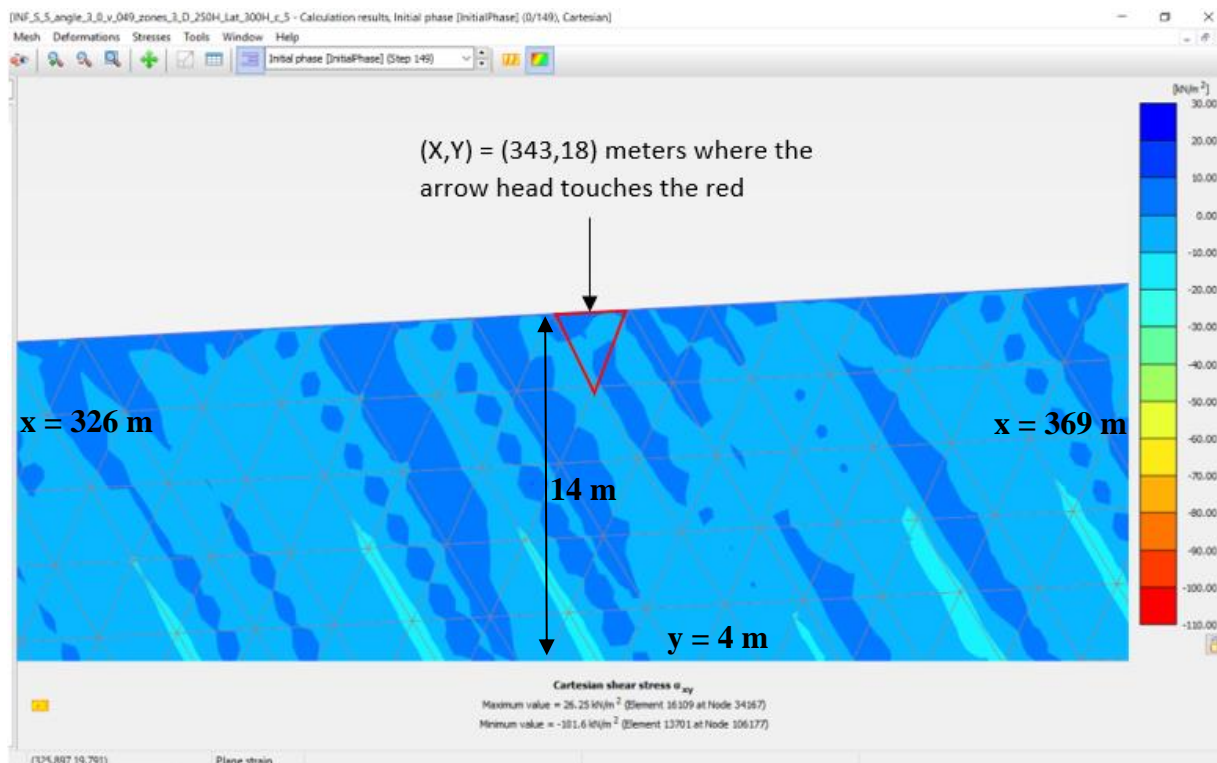 [INF_S_5_angle_3_0_v_049_zones_3_D_250H_Lat_300H_c_5 - Calculation results, Initial phase [InitialPhase] (0/149), Cartesian]
Mesh Deformations Stresses Tools Window Help
Initial phase [InitialPhase] (Step 149)
[kN/m²]
30.00
20.00
10.00
0.00
-10.00
-20.00
-30.00
-40.00
-50.00
-60.00
-70.00
-80.00
-90.00
-100.00
-110.00
(X,Y) = (343,18) meters where the
arrow head touches the red
x = 326 m
x = 369 m
14 m
y = 4 m
Cartesian shear stress σxy
Maximum value = 26.25 kN/m² (Element 16109 at Node 34167)
Minimum value = -101.6 kN/m² (Element 13701 at Node 106177)
(325.897 19.791)
Plane strain